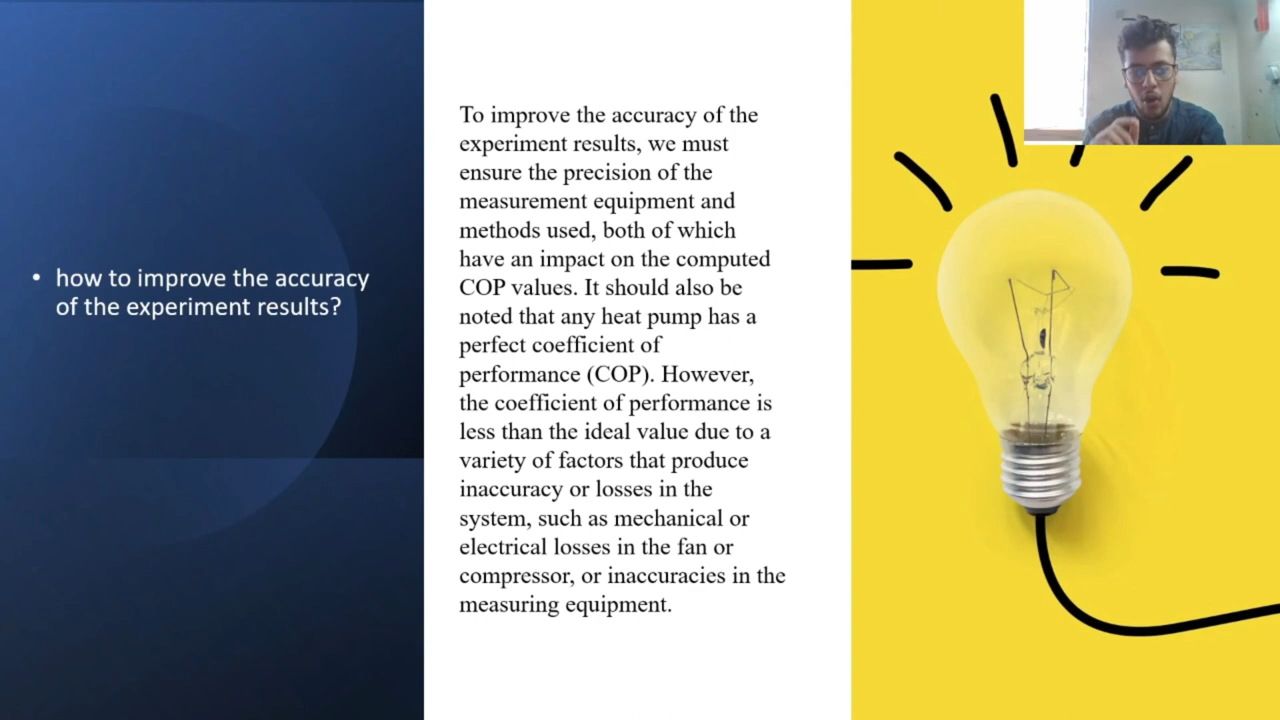 • how to improve the accuracy
of the experiment results?
To improve the accuracy of the
experiment results, we must
ensure the precision of the
measurement equipment and
methods used, both of which
have an impact on the computed
COP values. It should also be
noted that any heat pump has a
perfect coefficient of
performance (COP). However,
the coefficient of performance is
less than the ideal value due to a
variety of factors that produce
inaccuracy or losses in the
system, such as mechanical or
electrical losses in the fan or
compressor, or inaccuracies in the
measuring equipment.